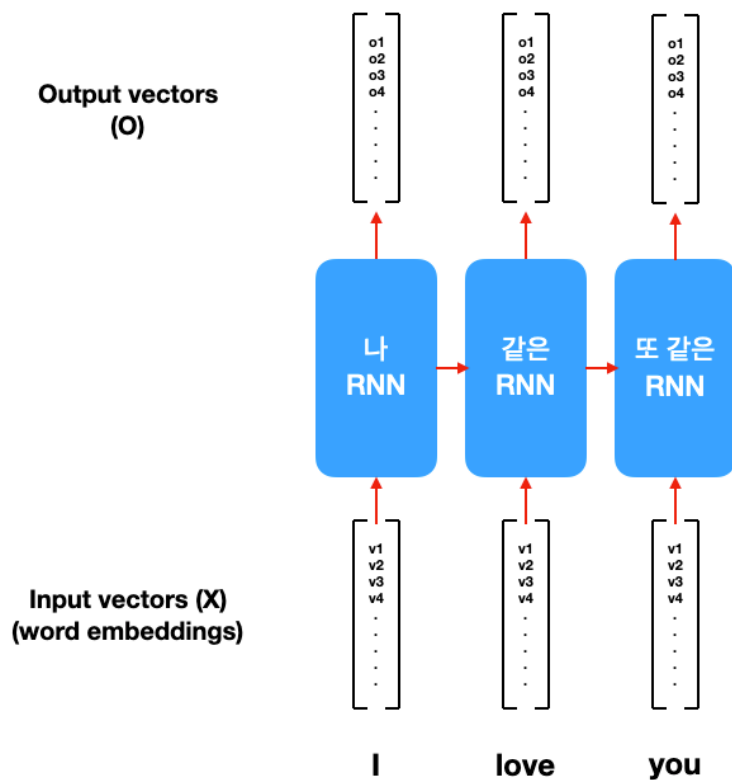 o1
o2
o3
o4
.
.
.
.
.
o1
o2
o3
o4
.
.
.
.
.
o1
o2
o3
o4
.
.
.
.
.
Output vectors
(O)
나
RNN
같은
RNN
또 같은
RNN
v1
v2
v3
v4
.
.
.
.
.
v1
v2
v3
v4
.
.
.
.
.
v1
v2
v3
v4
.
.
.
.
.
Input vectors (X)
(word embeddings)
I
love
you